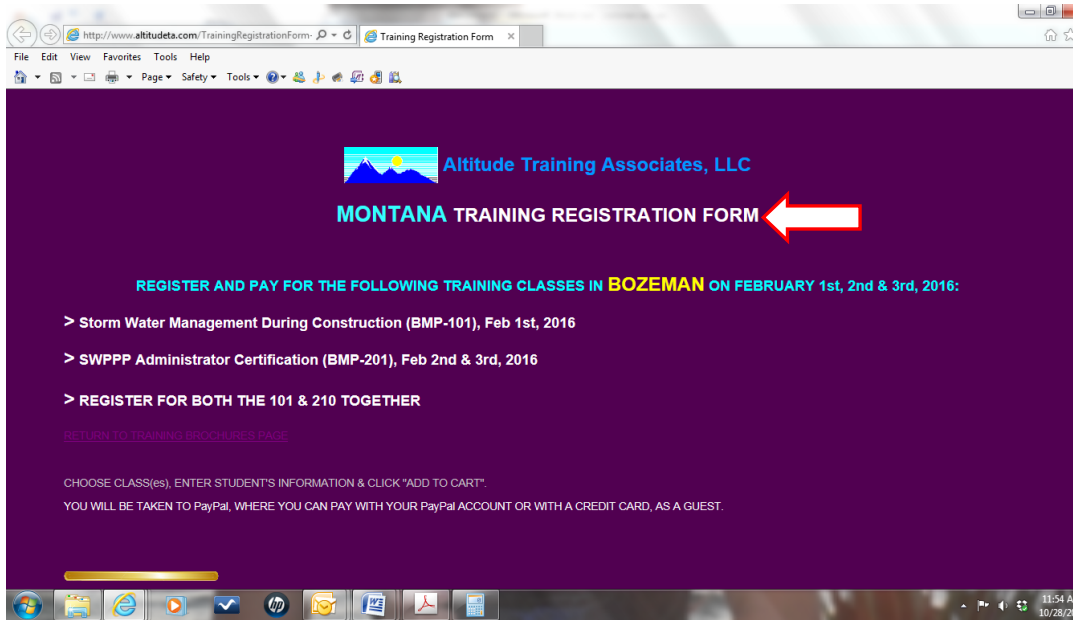 http://www.altitudeta.com/TrainingRegistrationForm-
Training Registration Form
File Edit View Favorites Tools Help
Page Safety Tools
Altitude Training Associates, LLC
MONTANA TRAINING REGISTRATION FORM
REGISTER AND PAY FOR THE FOLLOWING TRAINING CLASSES IN BOZEMAN ON FEBRUARY 1st, 2nd & 3rd, 2016:
> Storm Water Management During Construction (BMP-101), Feb 1st, 2016
> SWPPP Administrator Certification (BMP-201), Feb 2nd & 3rd, 2016
> REGISTER FOR BOTH THE 101 & 210 TOGETHER
RETURN TO TRAINING BROCHURES PAGE
CHOOSE CLASS(es), ENTER STUDENT'S INFORMATION & CLICK "ADD TO CART".
YOU WILL BE TAKEN TO PayPal, WHERE YOU CAN PAY WITH YOUR PayPal ACCOUNT OR WITH A CREDIT CARD, AS A GUEST.
hp
W
11:54 A
10/28/20